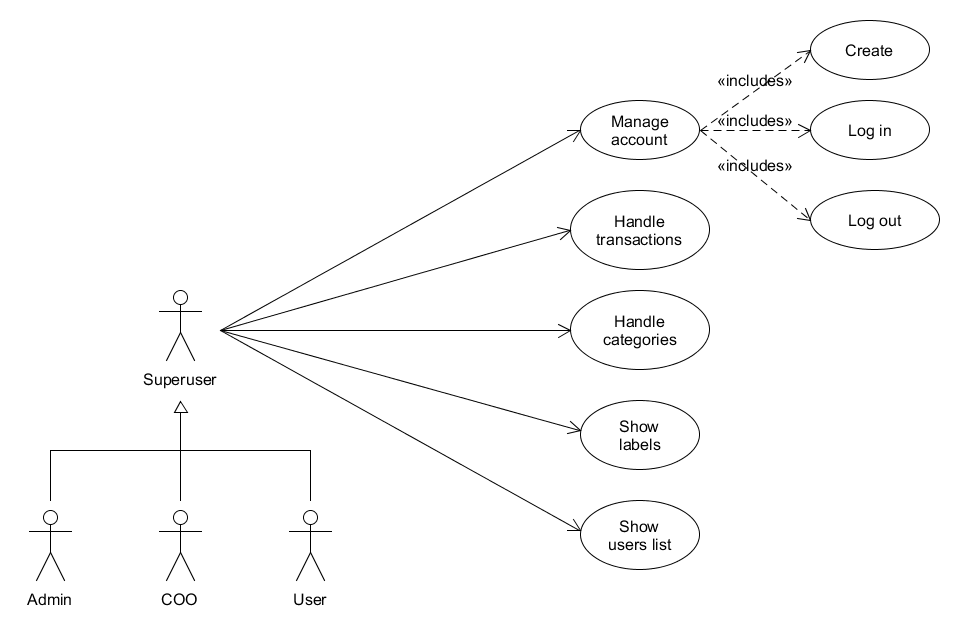 Create
«includes»
Manage
account
«includes»
Log in
«includes»
Log out
Handle
transactions
Handle
categories
Superuser
Show
labels
Show
users list
Admin
COO
User